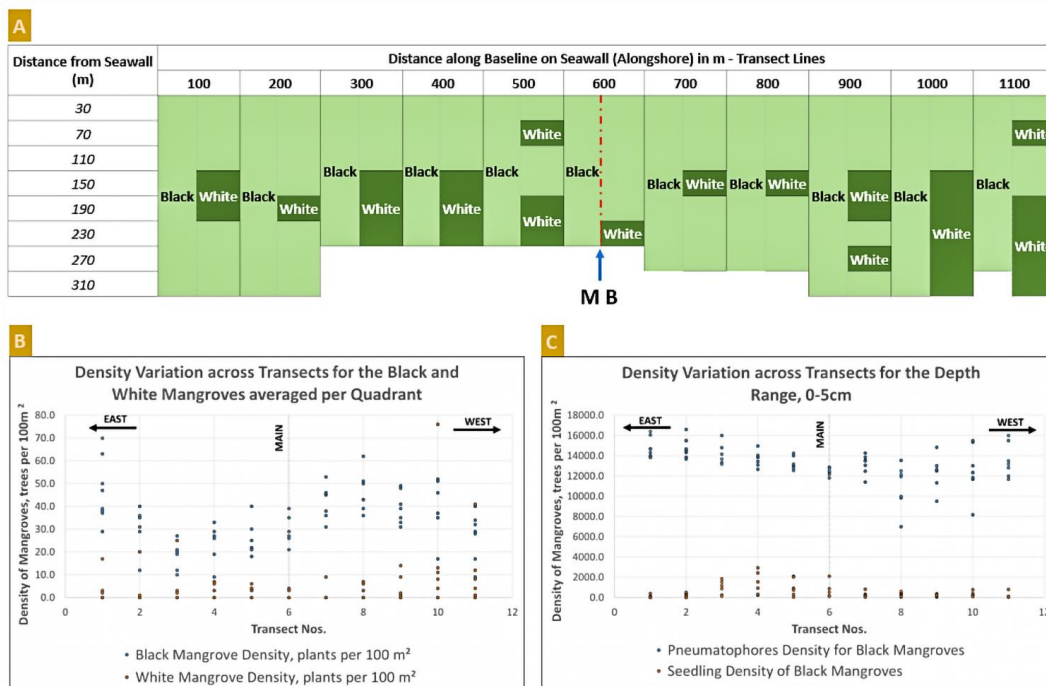 A
Distance from Seawall (m)
Distance along Baseline on Seawall (Alongshore) in m - Transect Lines
100 200 300 400 500 600 700 800 900 1000 1100
30
70 White White
110
150
Black White Black Black White Black White Black White Black Black Black White Black White Black White Black White Black
190 White White
230 White White
270 White
310
M B
B
Density Variation across Transects for the Black and
White Mangroves averaged per Quadrant
EAST
MAIN
WEST
Density of Mangroves, trees per 100m²
80.0
70.0
60.0
50.0
40.0
30.0
20.0
10.0
0.0
0 2 4 6 8 10 12
Transect Nos.
• Black Mangrove Density, plants per 100 m²
• White Mangrove Density, plants per 100 m²
C
Density Variation across Transects for the Depth
Range, 0-5cm
EAST
MAIN
WEST
Density of Mangroves, trees per 100m²
18000.0
16000.0
14000.0
12000.0
10000.0
8000.0
6000.0
4000.0
2000.0
0.0
0 2 4 6 8 10 12
Transect Nos.
• Pneumatophores Density for Black Mangroves
• Seedling Density of Black Mangroves